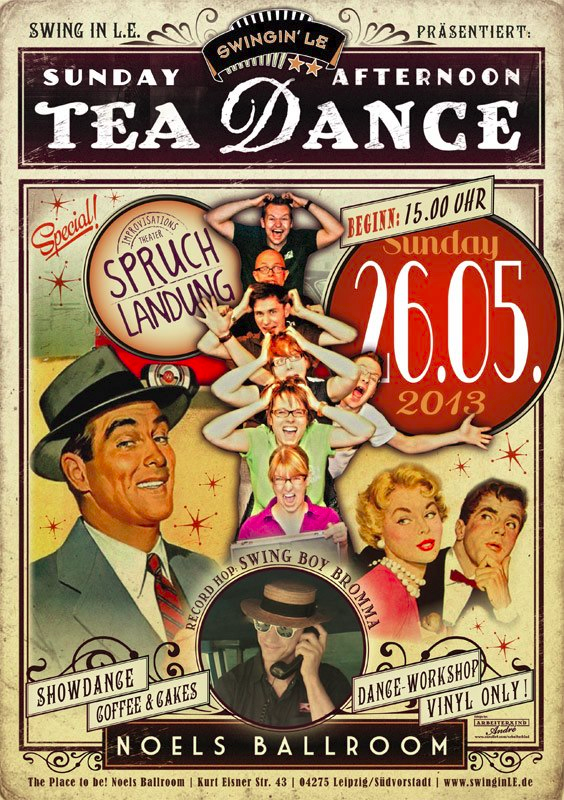 SWING IN L.E.
SWINGIN' LE
PRÄSENTIERT:
SUNDAY AFTERNOON
TEA DANCE
Special!
IMPROVISATIONS
THEATER
SPRUCH
LANDUNG
BEGINN: 15.00 UHR
Sunday
26.05.
2013
RECORD HOP: SWING BOY BROMMA
SHOWDANCE
COFFEE & CAKES
DANCE-WORKSHOP
VINYL ONLY!
ARBEITERKIND
André
NOELS BALLROOM
The Place to be! Noels Ballroom | Kurt Eisner Str. 43 | 04275 Leipzig/Südvorstadt | www.swinginLE.de